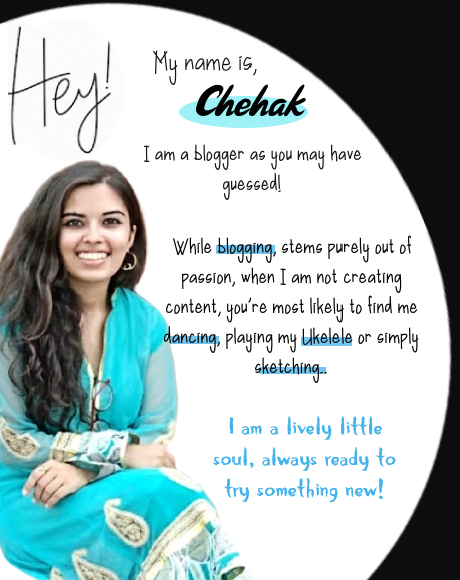 Hey!
My name is,
Chehak
I am a blogger as you may have
guessed!
While blogging, stems purely out of
passion, when I am not creating
content, you're most likely to find me
dancing, playing my Ukelele or simply
sketching..
I am a lively little
soul, always ready to
try something new!